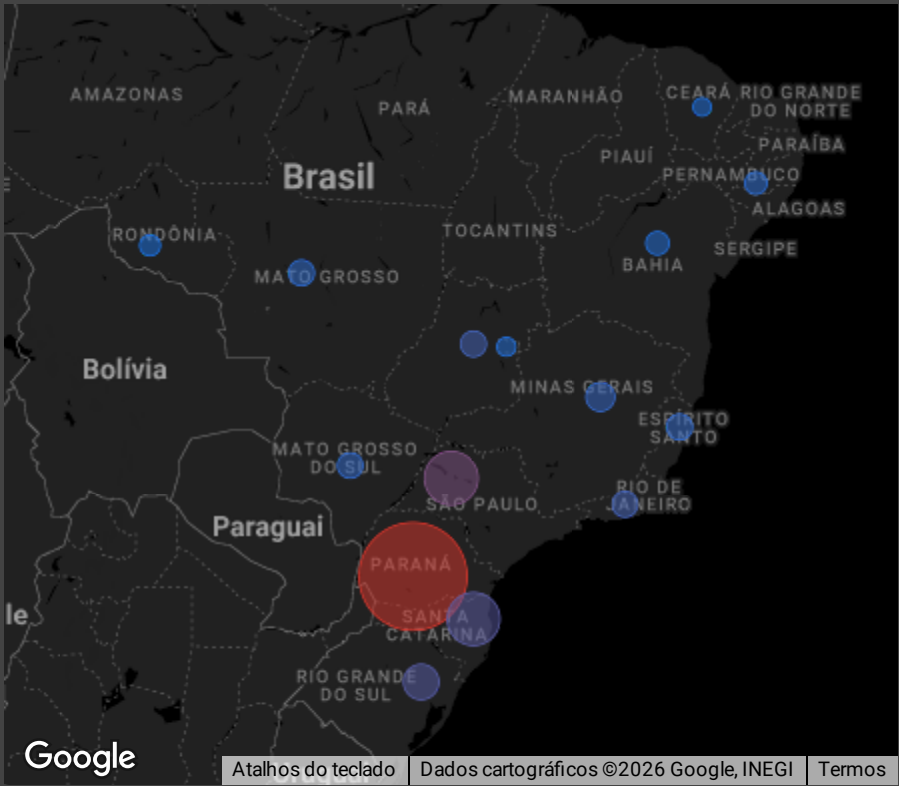 AMAZONAS
PARÁ
MARANHÃO
CEARÁ
RIO GRANDE
DO NORTE
PARAÍBA
PIAUÍ
PERNAMBUCO
Brasil
ALAGOAS
RONDÔNIA
TOCANTINS
SERGIPE
BAHIA
MATO GROSSO
Bolívia
MINAS GERAIS
ESPÍRITO
SANTO
MATO GROSSO
DO SUL
RIO DE
JANEIRO
SÃO PAULO
Paraguai
PARANÁ
le
SANTA
CATARINA
RIO GRANDE
DO SUL
Google
Uruguai
Atalhos do teclado
Dados cartográficos ©2026 Google, INEGI
Termos